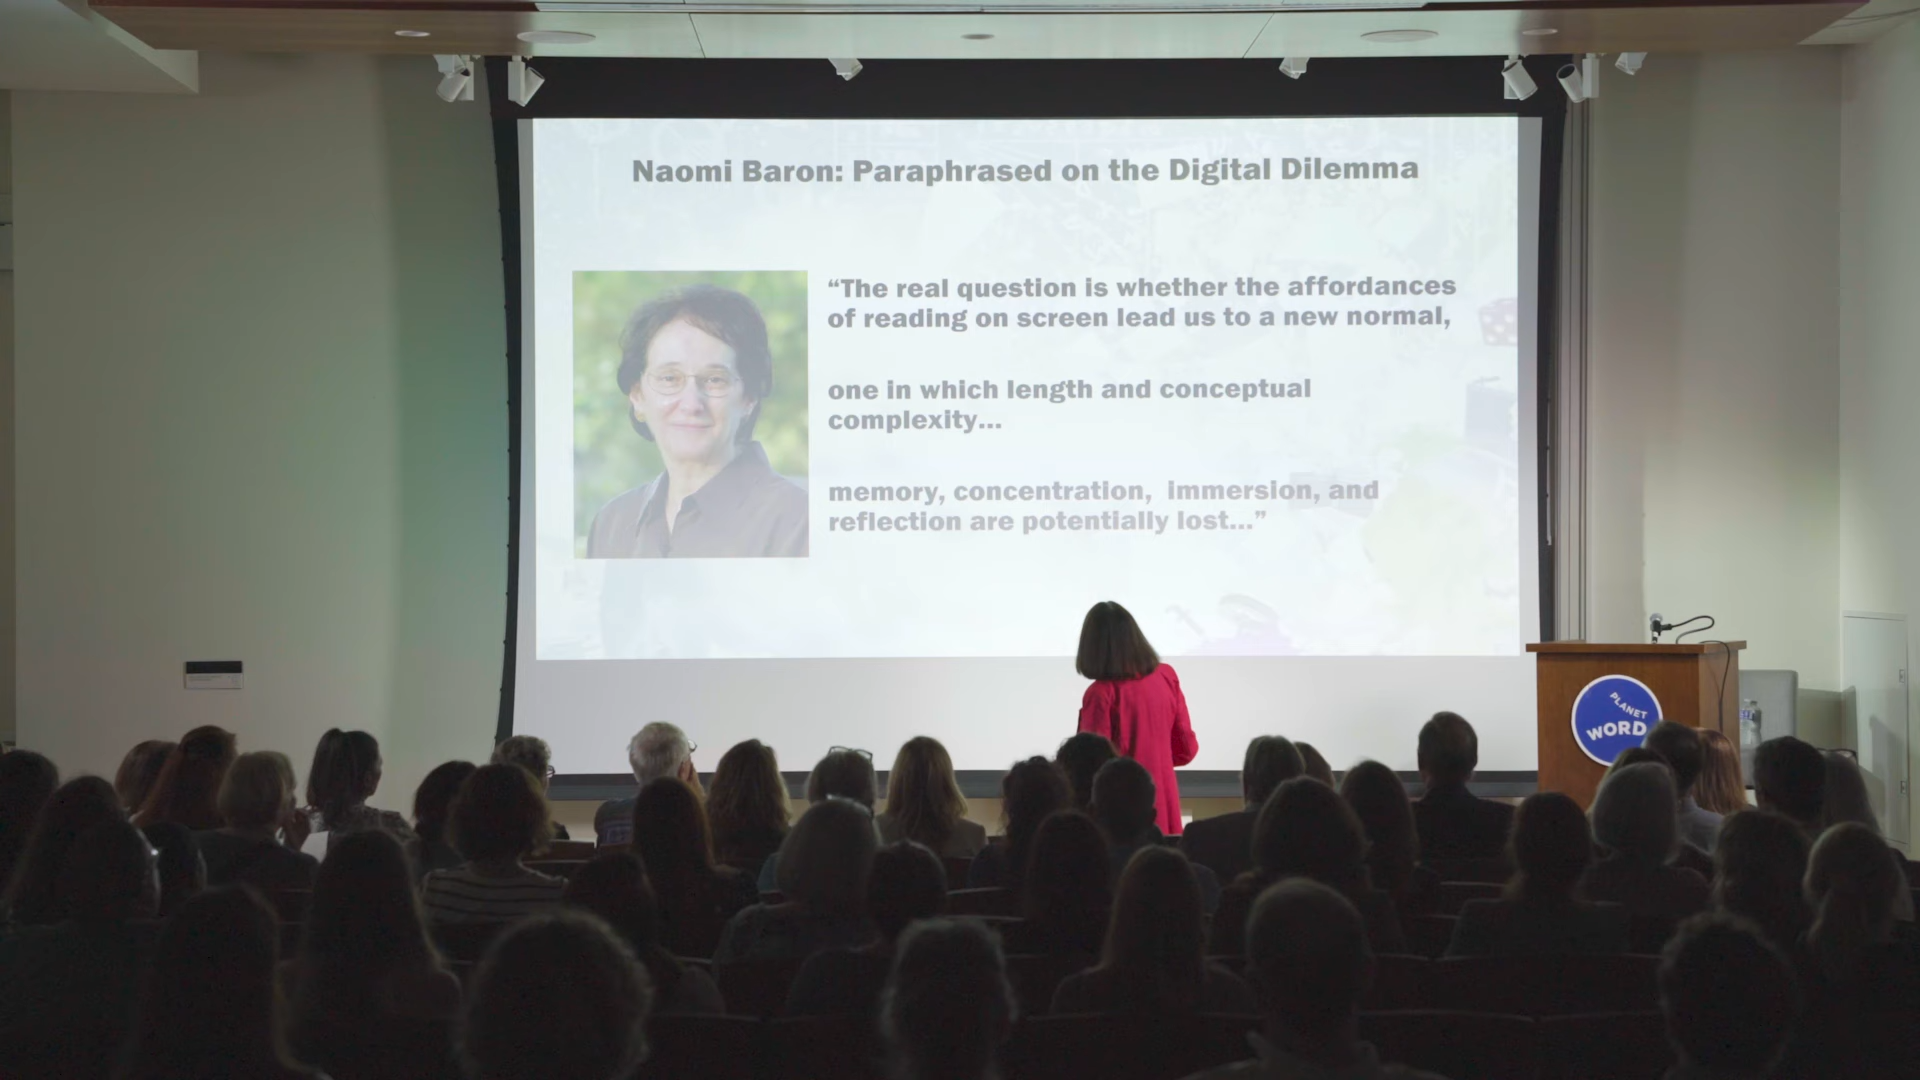 Naomi Baron: Paraphrased on the Digital Dilemma
“The real question is whether the affordances
of reading on screen lead us to a new normal,
one in which length and conceptual
complexity...
memory, concentration,  immersion, and
reflection are potentially lost...”
PLANET
WORD